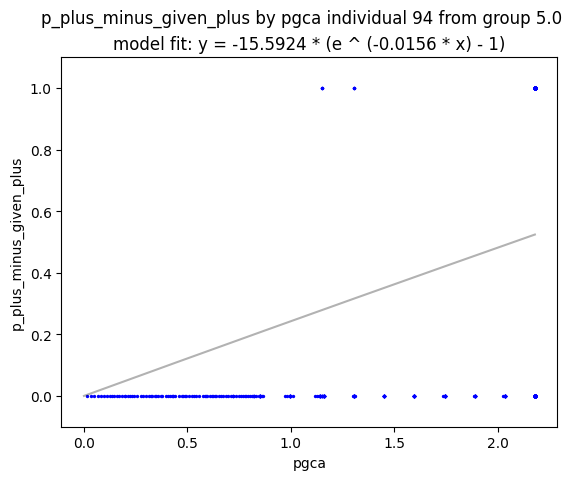 p_plus_minus_given_plus by pgca individual 94 from group 5.0
model fit: y = -15.5924 * (e ^ (-0.0156 * x) - 1)
1.0
0.8
0.6
0.4
0.2
0.0
p_plus_minus_given_plus
0.0 0.5 1.0 1.5 2.0
pgca